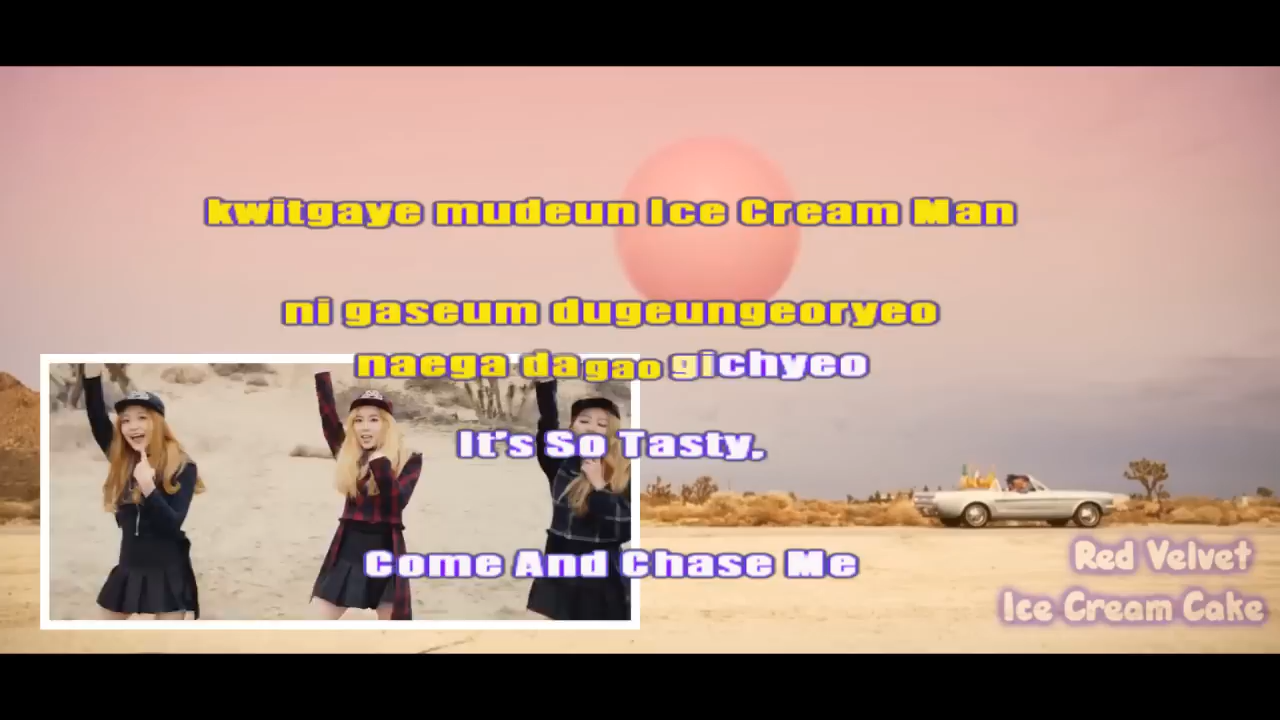 kwitgaye mudeun Ice Cream Man
ni gaseum dugeungeoryeo
naega dagao gichyeo
It's So Tasty,
Come And Chase Me
Red Velvet
Ice Cream Cake